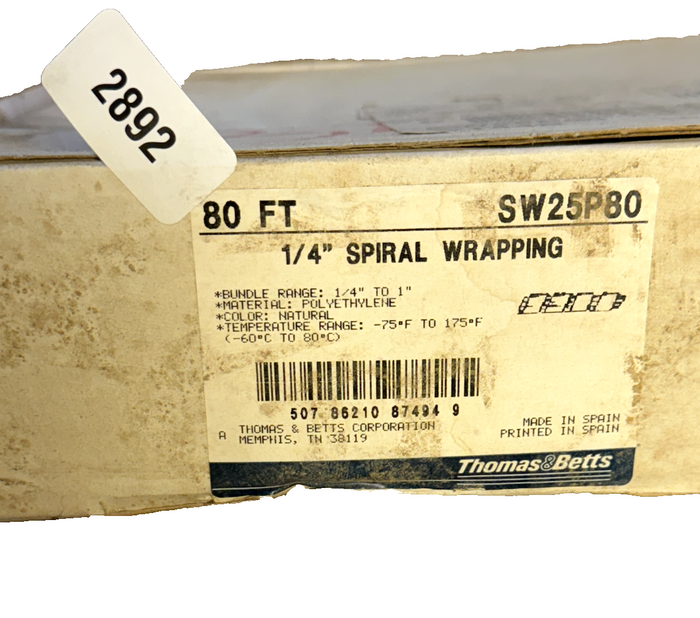 2892
80 FT SW25P80
1/4" SPIRAL WRAPPING
*BUNDLE RANGE: 1/4" TO 1"
*MATERIAL: POLYETHYLENE
*COLOR: NATURAL
*TEMPERATURE RANGE: -75°F TO 175°F
(-60°C TO 80°C)
507 86210 87494 9
A THOMAS & BETTS CORPORATION
MEMPHIS, TN 38119
MADE IN SPAIN
PRINTED IN SPAIN
Thomas&Betts